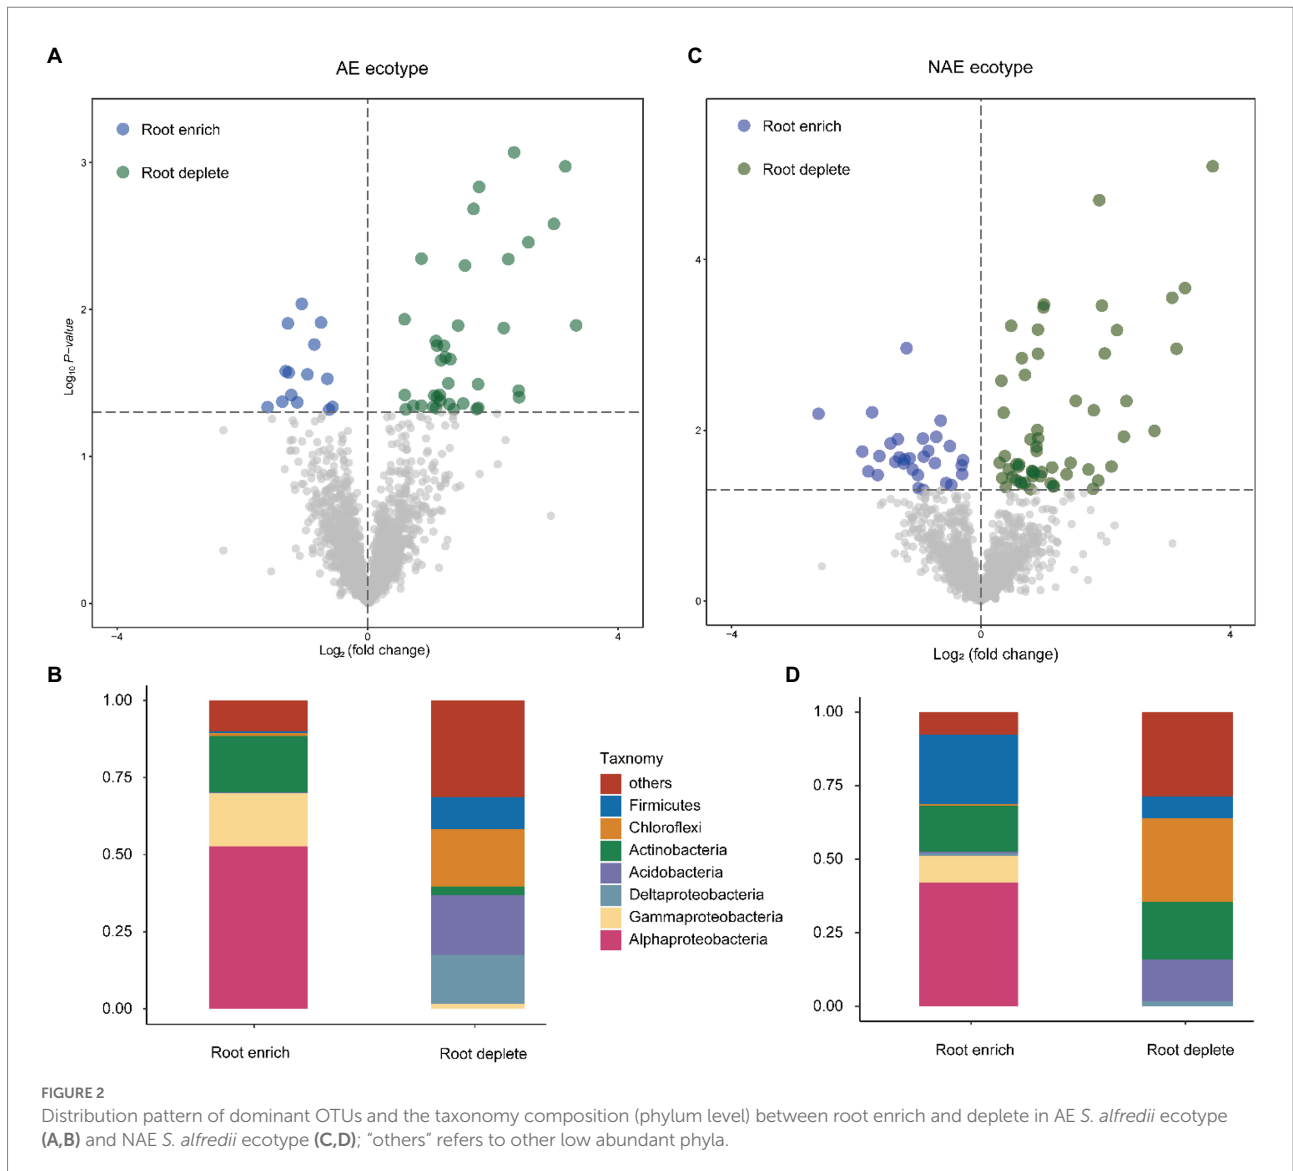 A
AE ecotype
Root enrich
Root deplete
3
2
1
0
Log₁₀ P−value
−4
0
4
Log₂ (fold change)
C
NAE ecotype
Root enrich
Root deplete
4
2
0
−4
0
4
Log₂ (fold change)
B
1.00
0.75
0.50
0.25
0.00
Root enrich
Root deplete
Taxnomy
others
Firmicutes
Chloroflexi
Actinobacteria
Acidobacteria
Deltaproteobacteria
Gammaproteobacteria
Alphaproteobacteria
D
1.00
0.75
0.50
0.25
0.00
Root enrich
Root deplete
FIGURE 2
Distribution pattern of dominant OTUs and the taxonomy composition (phylum level) between root enrich and deplete in AE S. alfredii ecotype
(A,B) and NAE S. alfredii ecotype (C,D); “others” refers to other low abundant phyla.